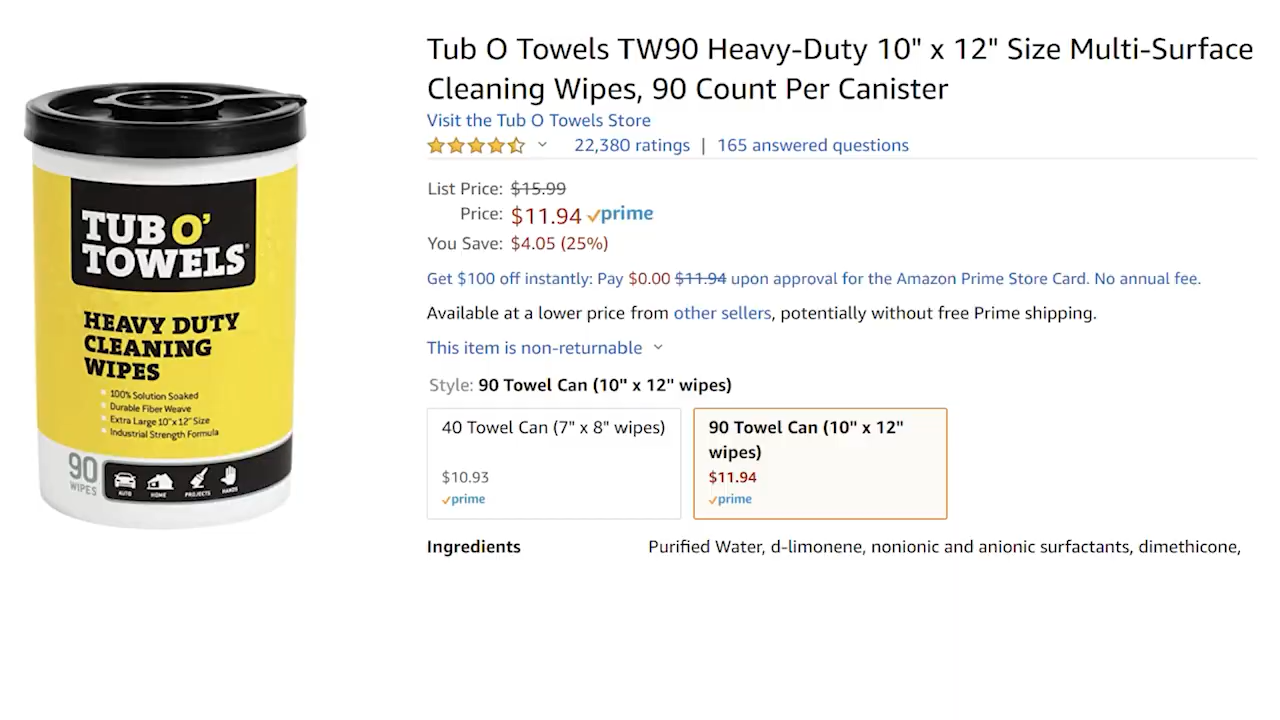 Tub O Towels TW90 Heavy-Duty 10" x 12" Size Multi-Surface
Cleaning Wipes, 90 Count Per Canister
Visit the Tub O Towels Store
22,380 ratings | 165 answered questions
List Price: $15.99
Price: $11.94 prime
You Save: $4.05 (25%)
Get $100 off instantly: Pay $0.00 $11.94 upon approval for the Amazon Prime Store Card. No annual fee.
Available at a lower price from other sellers, potentially without free Prime shipping.
This item is non-returnable
Style: 90 Towel Can (10" x 12" wipes)
40 Towel Can (7" x 8" wipes)
$10.93
prime
90 Towel Can (10" x 12"
wipes)
$11.94
prime
Ingredients Purified Water, d-limonene, nonionic and anionic surfactants, dimethicone,
TUB O'
TOWELS®
HEAVY DUTY
CLEANING
WIPES
100% Solution Soaked
Durable Fiber Weave
Extra Large 10"x12" Size
Industrial Strength Formula
90
WIPES
AUTO HOME PROJECTS HANDS